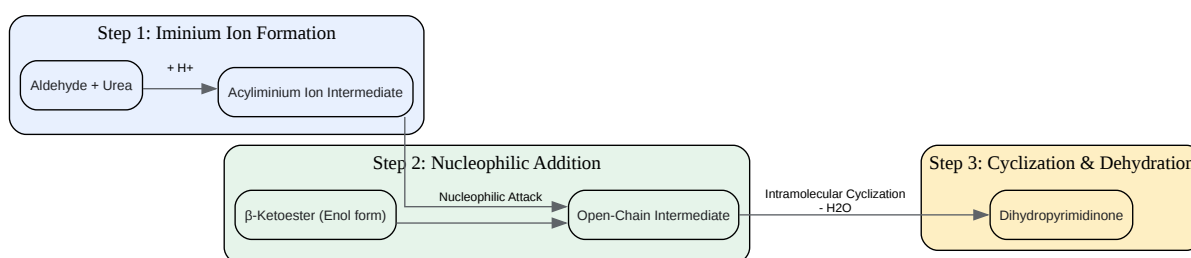 Step 1: Iminium Ion Formation
Aldehyde + Urea
+ H+
Acyliminium Ion Intermediate
Step 2: Nucleophilic Addition
β-Ketoester (Enol form)
Nucleophilic Attack
Open-Chain Intermediate
Intramolecular Cyclization
- H2O
Step 3: Cyclization & Dehydration
Dihydropyrimidinone